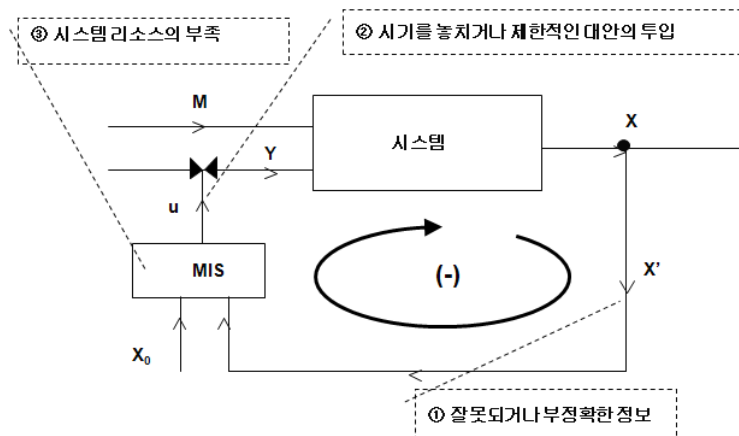 ③ 시스템 리소스의 부족
② 시기를 놓치거나 제한적인 대안의 투입
M
시스템
X
Y
u
MIS
(-)
X’
X₀
① 잘못되거나 부정확한 정보